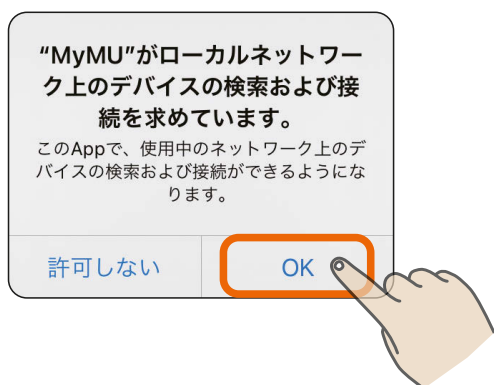 “MyMU”がローカルネットワー
ク上のデバイスの検索および接
続を求めています。
このAppで、使用中のネットワーク上のデ
バイスの検索および接続ができるようにな
ります。
許可しない
OK